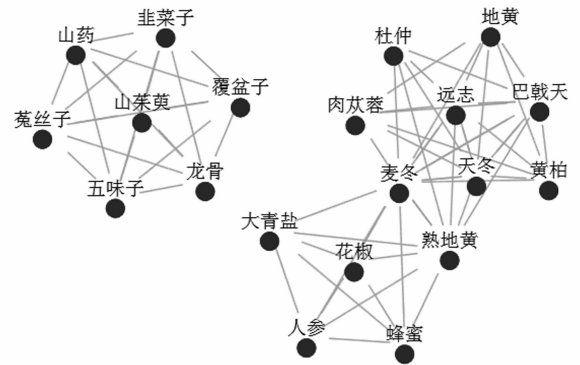 韭菜子
山药
覆盆子
山茱萸
菟丝子
龙骨
五味子
地黄
杜仲
巴戟天
远志
肉苁蓉
黄柏
天冬
麦冬
大青盐
熟地黄
花椒
人参
蜂蜜